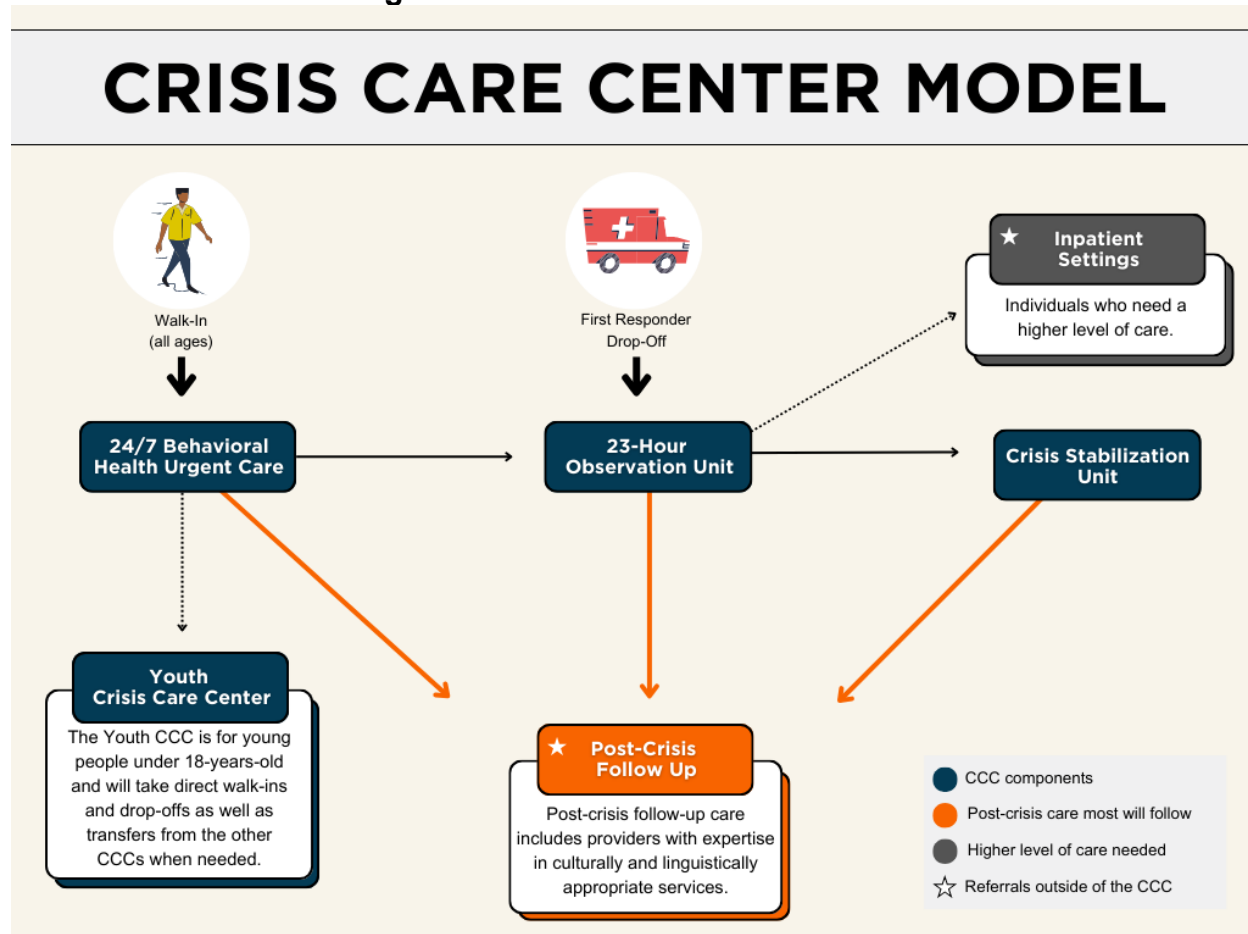 CRISIS CARE CENTER MODEL
Walk-In
(all ages)
First Responder
Drop-Off
Inpatient
Settings
Individuals who need a
higher level of care.
24/7 Behavioral
Health Urgent Care
23-Hour
Observation Unit
Crisis Stabilization
Unit
Youth
Crisis Care Center
The Youth CCC is for young
people under 18-years-old
and will take direct walk-ins
and drop-offs as well as
transfers from the other
CCCs when needed.
Post-Crisis
Follow Up
Post-crisis follow-up care
includes providers with expertise
in culturally and linguistically
appropriate services.
CCC components
Post-crisis care most will follow
Higher level of care needed
Referrals outside of the CCC